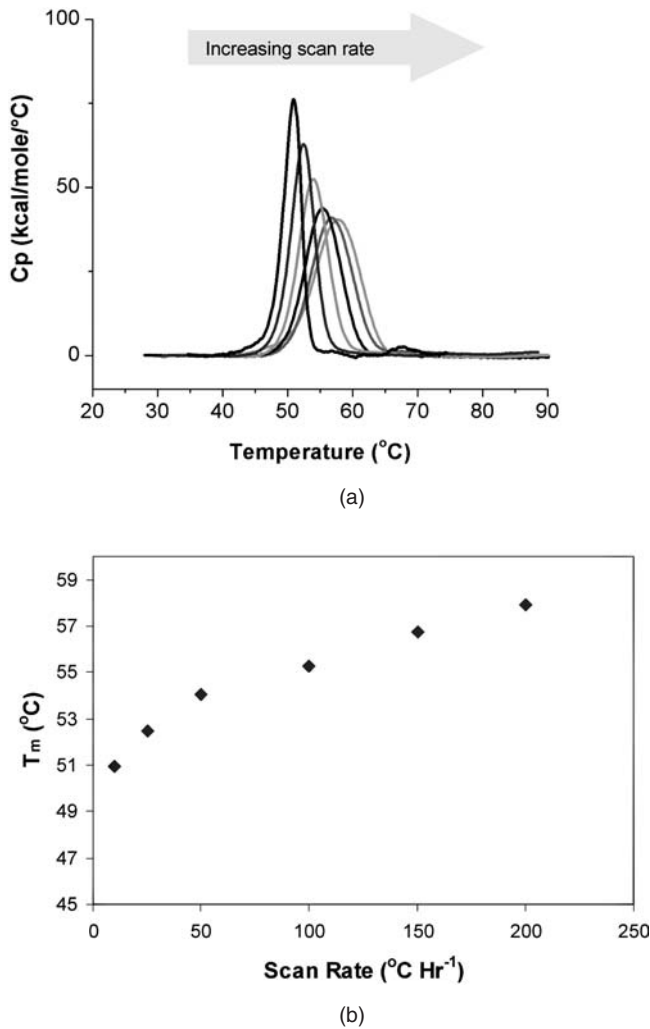 100
Increasing scan rate
50
0
Cp (kcal/mole/°C)
20 30 40 50 60 70 80 90
Temperature (°C)
(a)
59
57
55
53
51
49
47
45
Tm (°C)
0 50 100 150 200 250
Scan Rate (°C Hr-1)
(b)